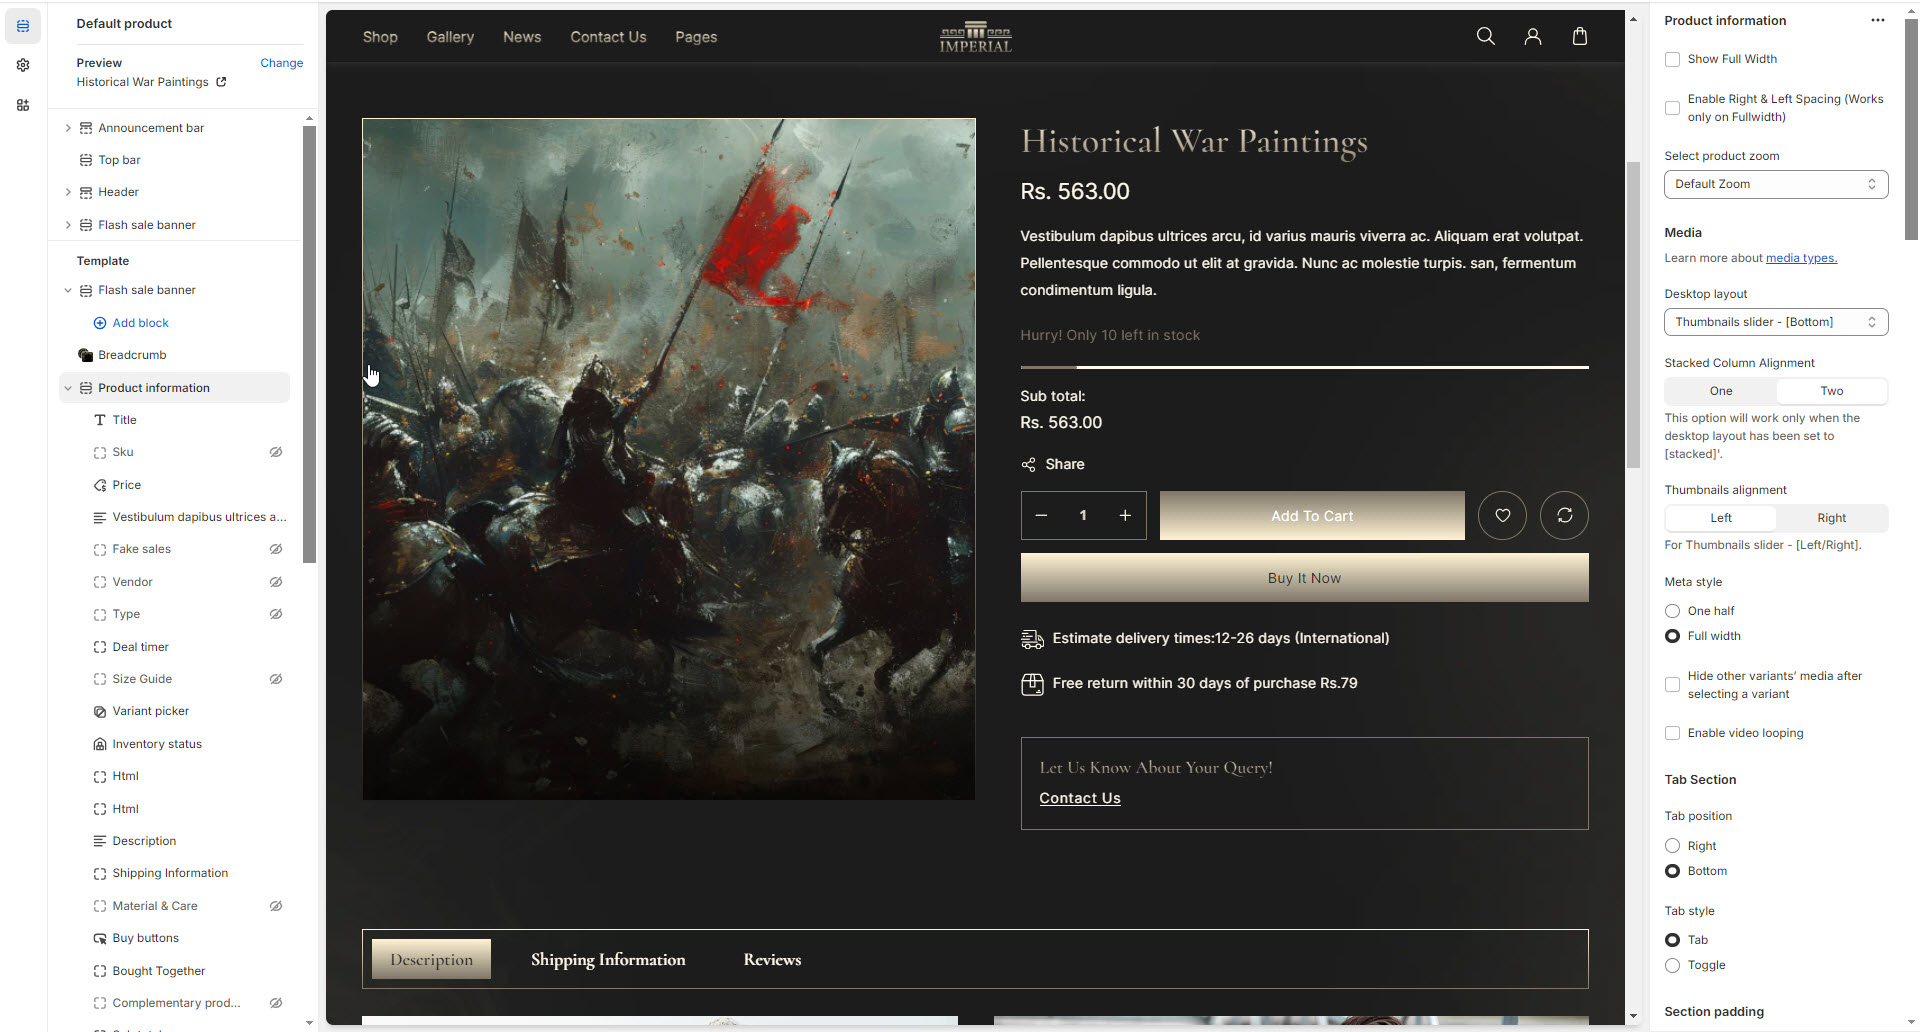 Default product
Preview
Change
Historical War Paintings
Announcement bar
Top bar
Header
Flash sale banner
Template
Flash sale banner
Add block
Breadcrumb
Product information
Title
Sku
Price
Vestibulum dapibus ultrices a...
Fake sales
Vendor
Type
Deal timer
Size Guide
Variant picker
Inventory status
Html
Html
Description
Shipping Information
Material & Care
Buy buttons
Bought Together
Complementary prod...
Shop
Gallery
News
Contact Us
Pages
IMPERIAL
Historical War Paintings
Rs. 563.00
Vestibulum dapibus ultrices arcu, id varius mauris viverra ac. Aliquam erat volutpat.
Pellentesque commodo ut elit at gravida. Nunc ac molestie turpis. san, fermentum
condimentum ligula.
Hurry! Only 10 left in stock
Sub total:
Rs. 563.00
Share
1
Add To Cart
Buy It Now
Estimate delivery times:12-26 days (International)
Free return within 30 days of purchase Rs.79
Let Us Know About Your Query!
Contact Us
Description
Shipping Information
Reviews
Product information
Show Full Width
Enable Right & Left Spacing (Works
only on Fullwidth)
Select product zoom
Default Zoom
Media
Learn more about media types.
Desktop layout
Thumbnails slider - [Bottom]
Stacked Column Alignment
One
Two
This option will work only when the
desktop layout has been set to
[stacked]'.
Thumbnails alignment
Left
Right
For Thumbnails slider - [Left/Right].
Meta style
One half
Full width
Hide other variants’ media after
selecting a variant
Enable video looping
Tab Section
Tab position
Right
Bottom
Tab style
Tab
Toggle
Section padding